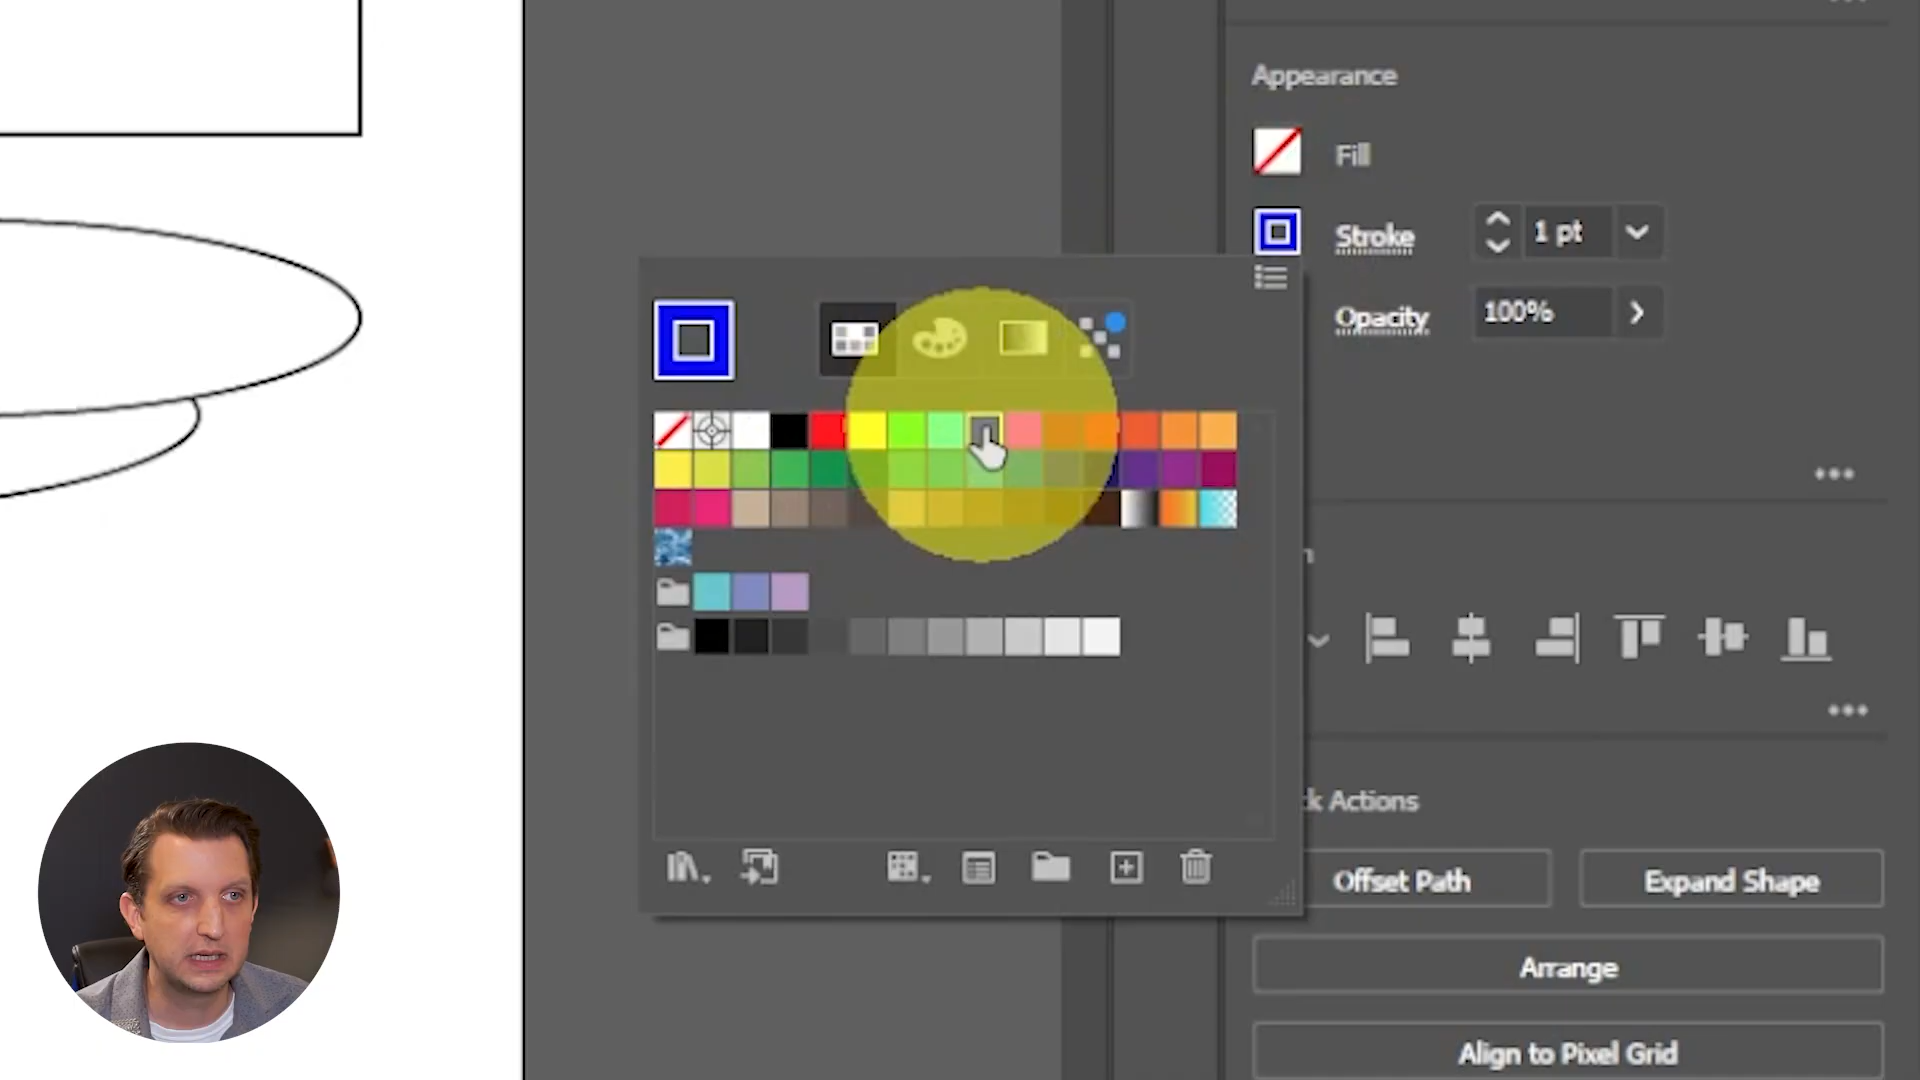 Appearance
Fill
Stroke
1 pt
Opacity
100%
k Actions
Offset Path
Expand Shape
Arrange
Align to Pixel Grid